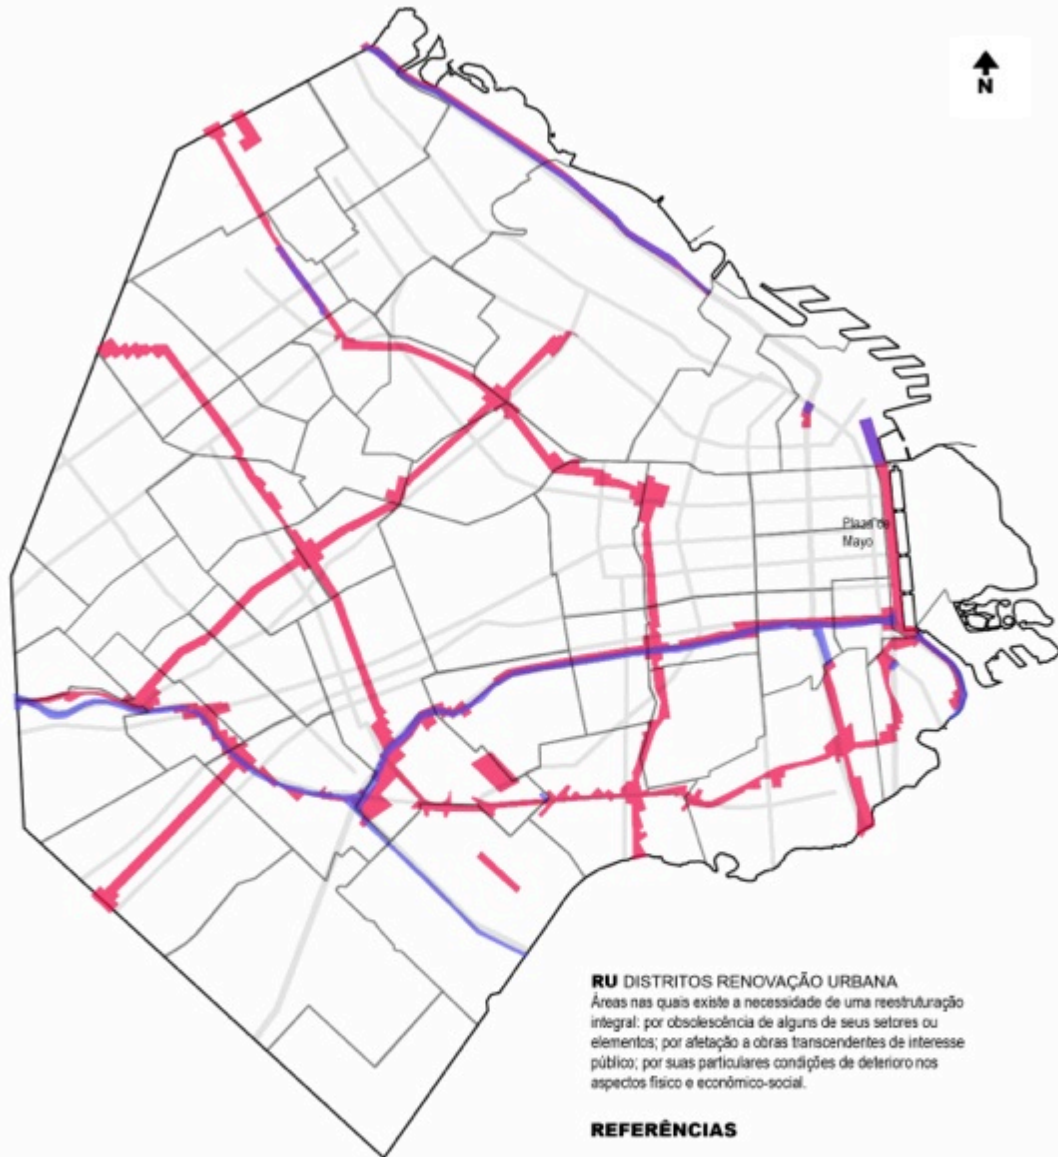 N
Plaza de
Mayo
RU DISTRITOS RENOVAÇÃO URBANA
Áreas nas quais existe a necessidade de uma reestruturação
integral: por obsolescência de alguns de seus setores ou
elementos; por afetação a obras transcendentes de interesse
público; por suas particulares condições de deterioro nos
aspectos físico e econômico-social.
REFERÊNCIAS